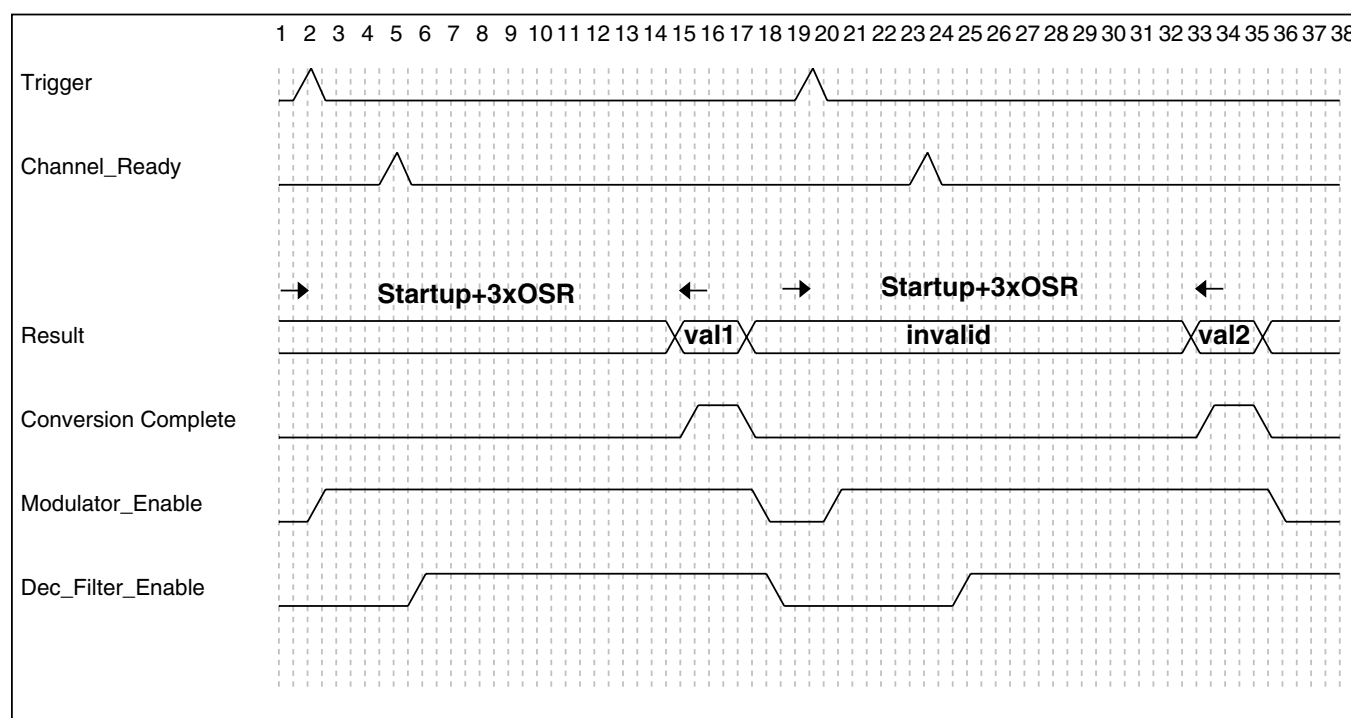 1 2 3 4 5 6 7 8 9 10 11 12 13 14 15 16 17 18 19 20 21 22 23 24 25 26 27 28 29 30 31 32 33 34 35 36 37 38
Trigger
Channel_Ready
Startup+3xOSR Startup+3xOSR
Result val1 invalid val2
Conversion Complete
Modulator_Enable
Dec_Filter_Enable